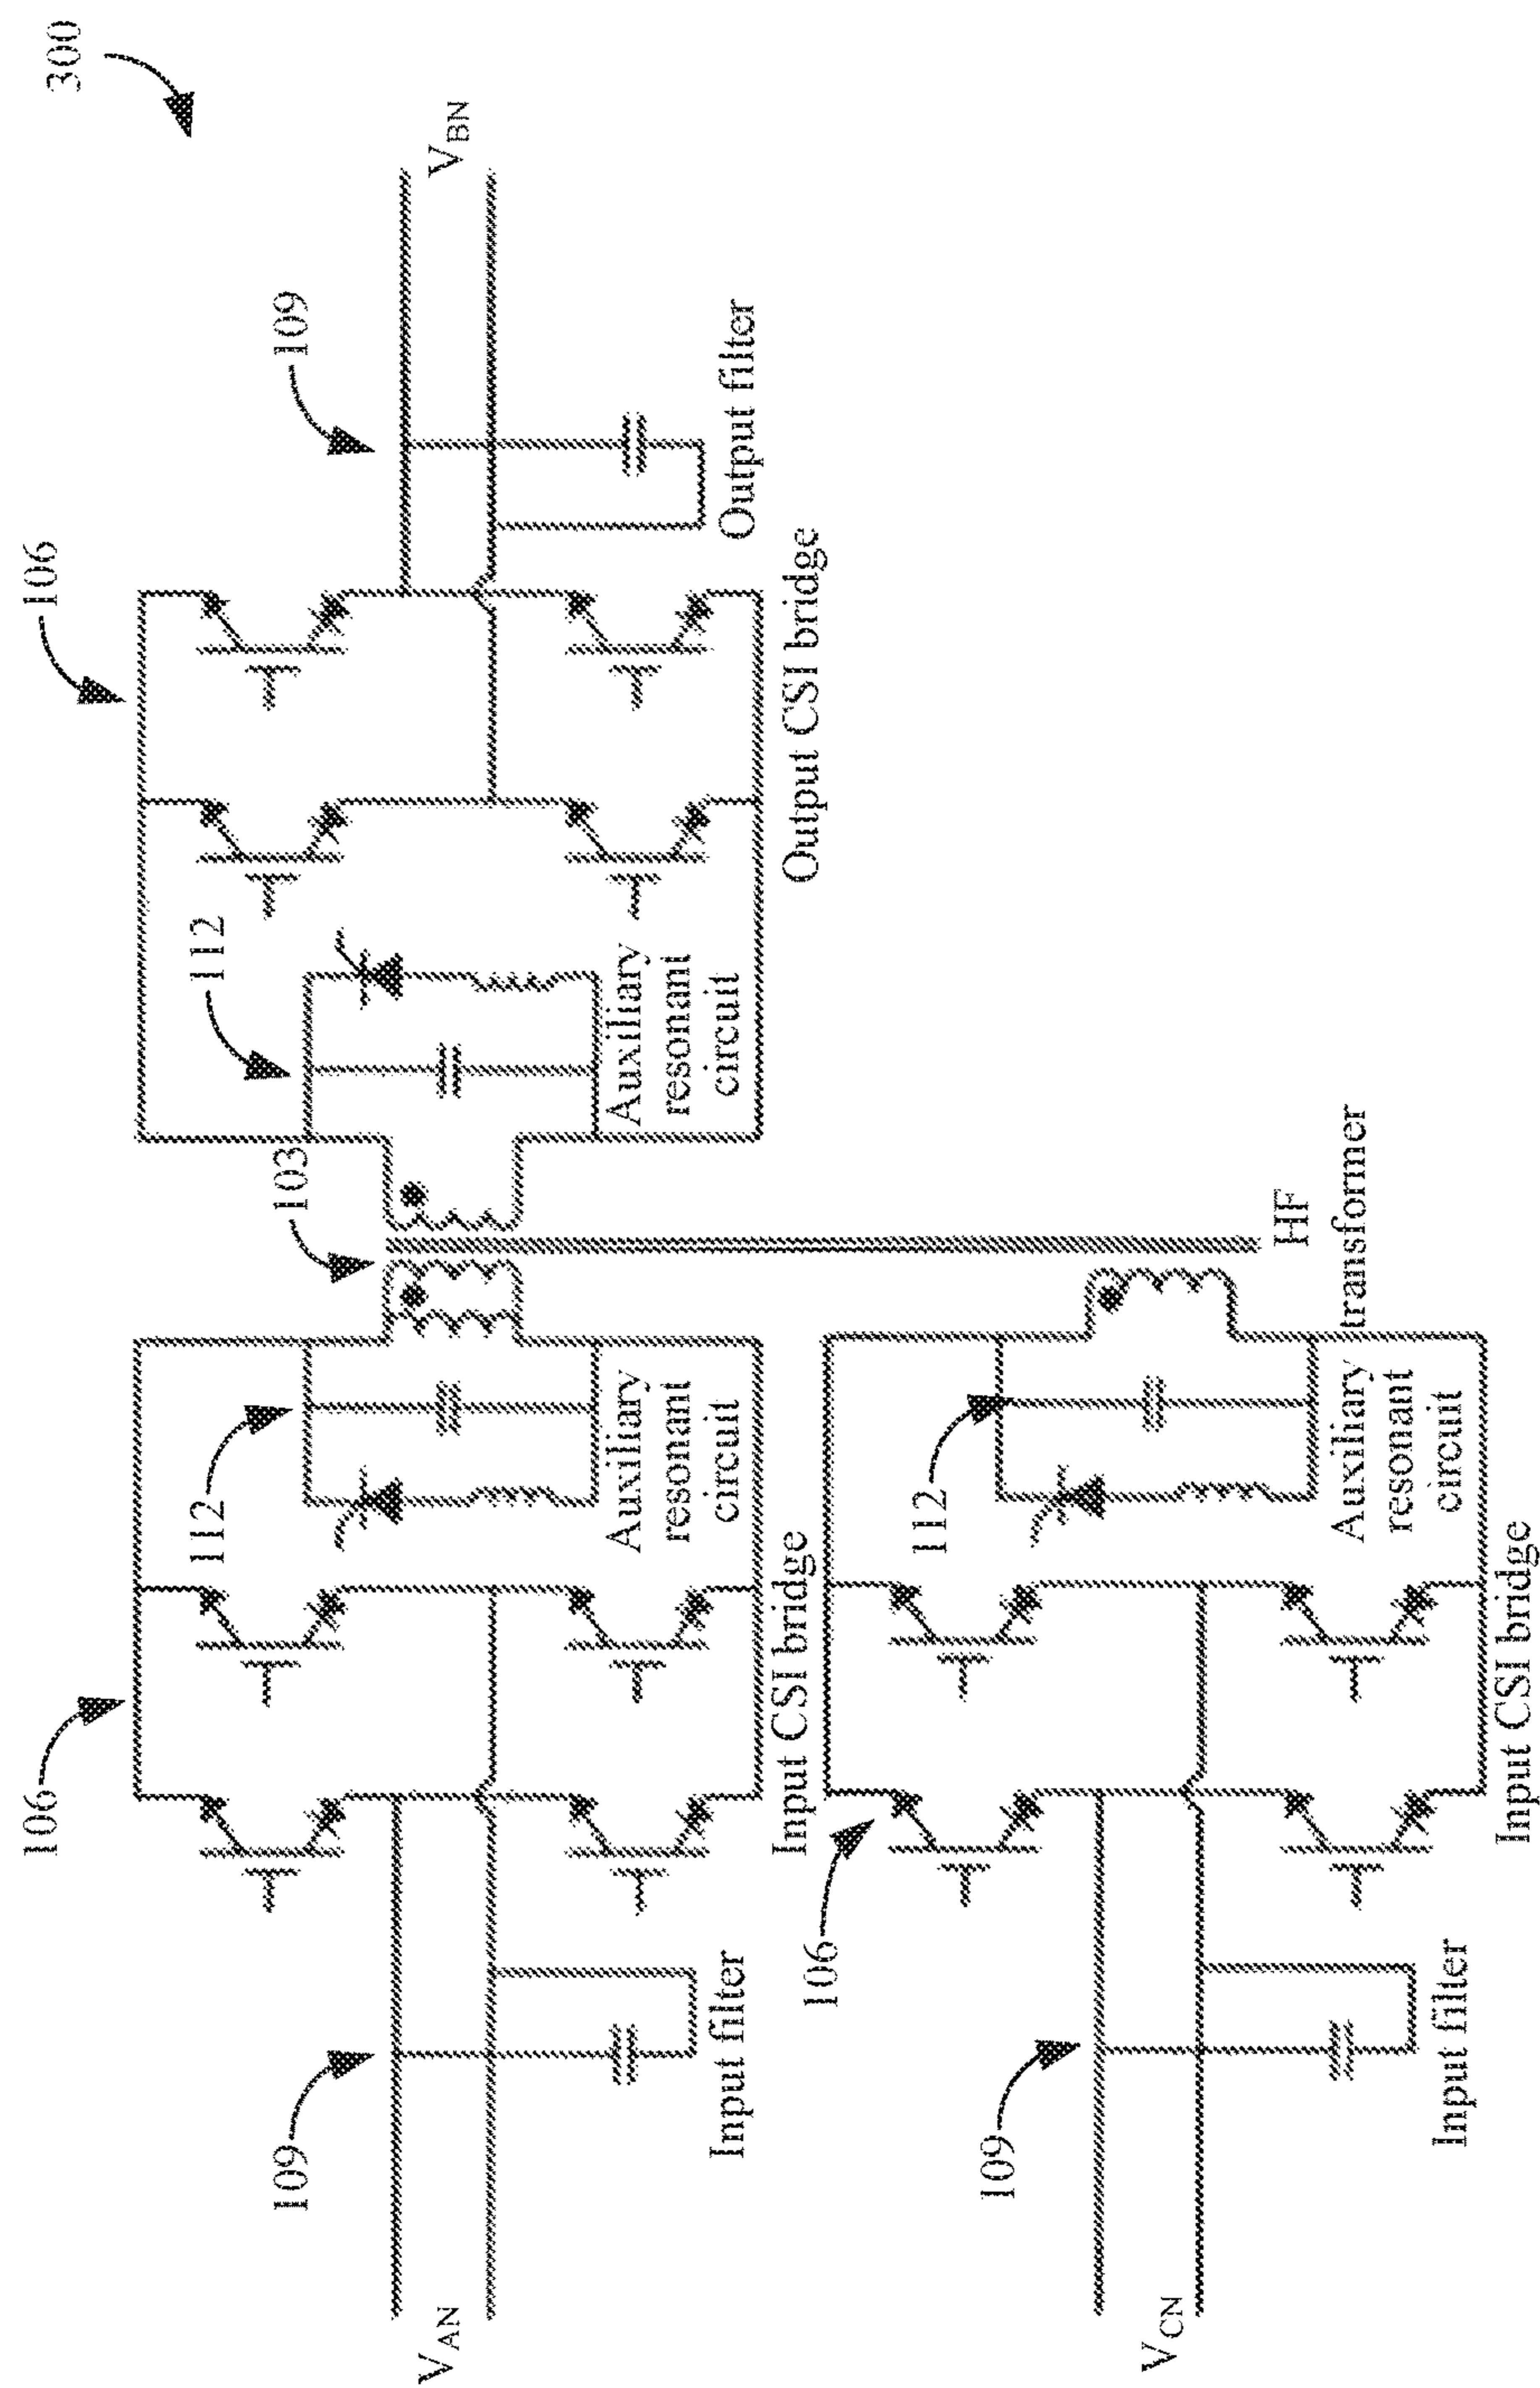 300
106
106
112
112
103
109
109
V_AN
V_BN
Input filter
Auxiliary
resonant
circuit
Auxiliary
resonant
circuit
Output filter
Input CSI bridge
Output CSI bridge
106
112
109
V_CN
HF
transformer
Auxiliary
resonant
circuit
Input filter
Input CSI bridge